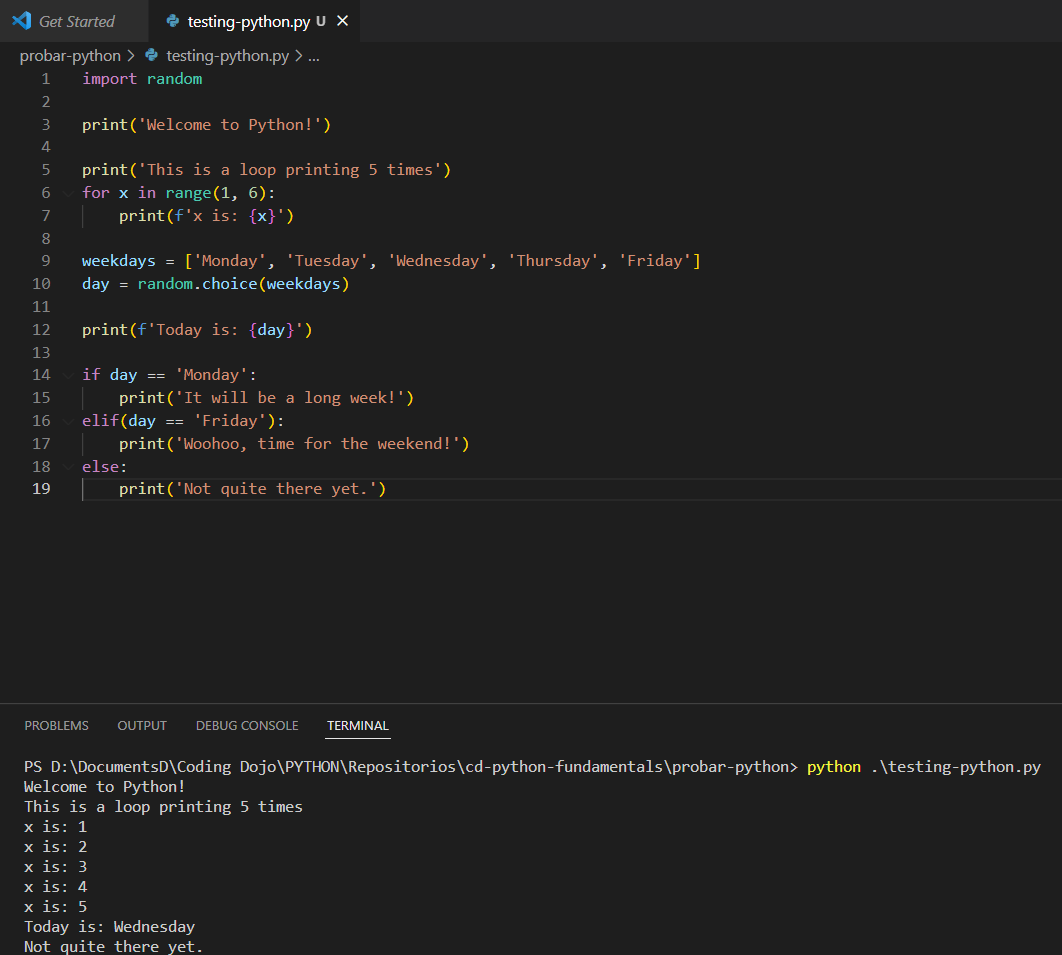 Get Started testing-python.py U
probar-python > testing-python.py > ...
1 import random
2
3 print('Welcome to Python!')
4
5 print('This is a loop printing 5 times')
6 for x in range(1, 6):
7     print(f'x is: {x}')
8
9 weekdays = ['Monday', 'Tuesday', 'Wednesday', 'Thursday', 'Friday']
10 day = random.choice(weekdays)
11
12 print(f'Today is: {day}')
13
14 if day == 'Monday':
15     print('It will be a long week!')
16 elif(day == 'Friday'):
17     print('Woohoo, time for the weekend!')
18 else:
19     print('Not quite there yet.')
PROBLEMS OUTPUT DEBUG CONSOLE TERMINAL
PS D:\DocumentsD\Coding Dojo\PYTHON\Repositorios\cd-python-fundamentals\probar-python> python .\testing-python.py
Welcome to Python!
This is a loop printing 5 times
x is: 1
x is: 2
x is: 3
x is: 4
x is: 5
Today is: Wednesday
Not quite there yet.